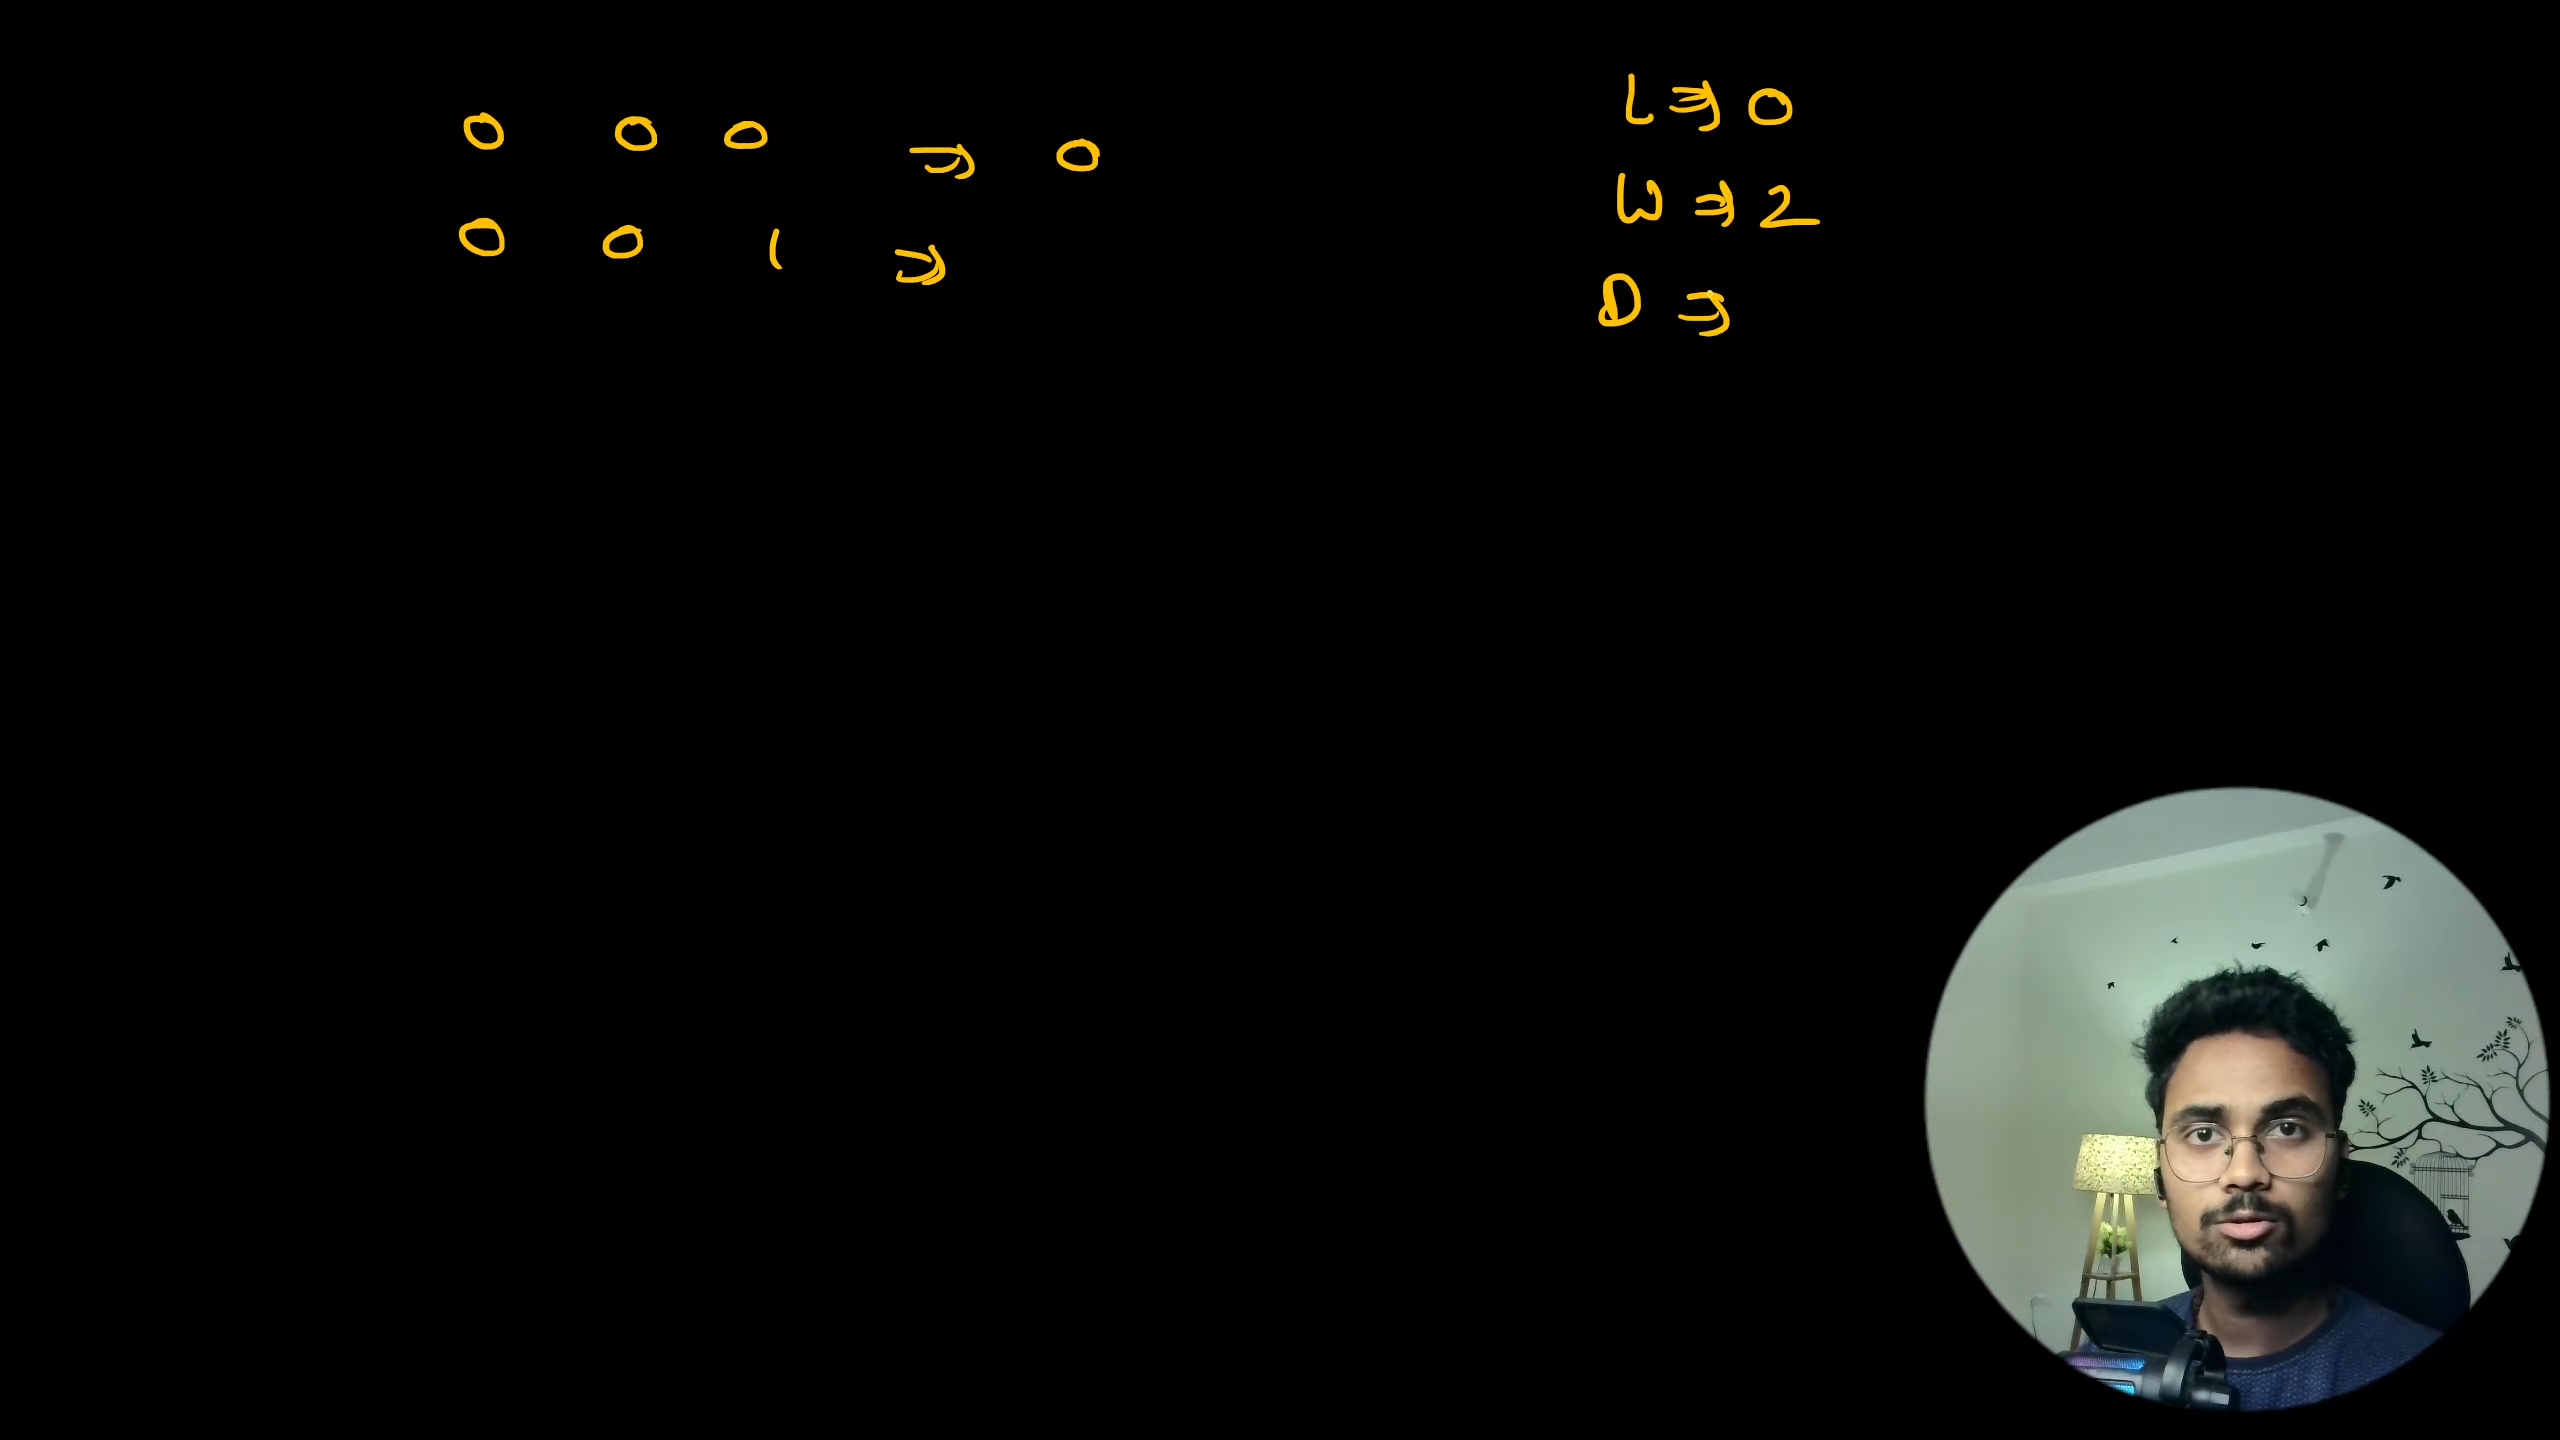 0 0 0 ⇒ 0
0 0 1 ⇒
L ⇒ 0
W ⇒ 2
D ⇒